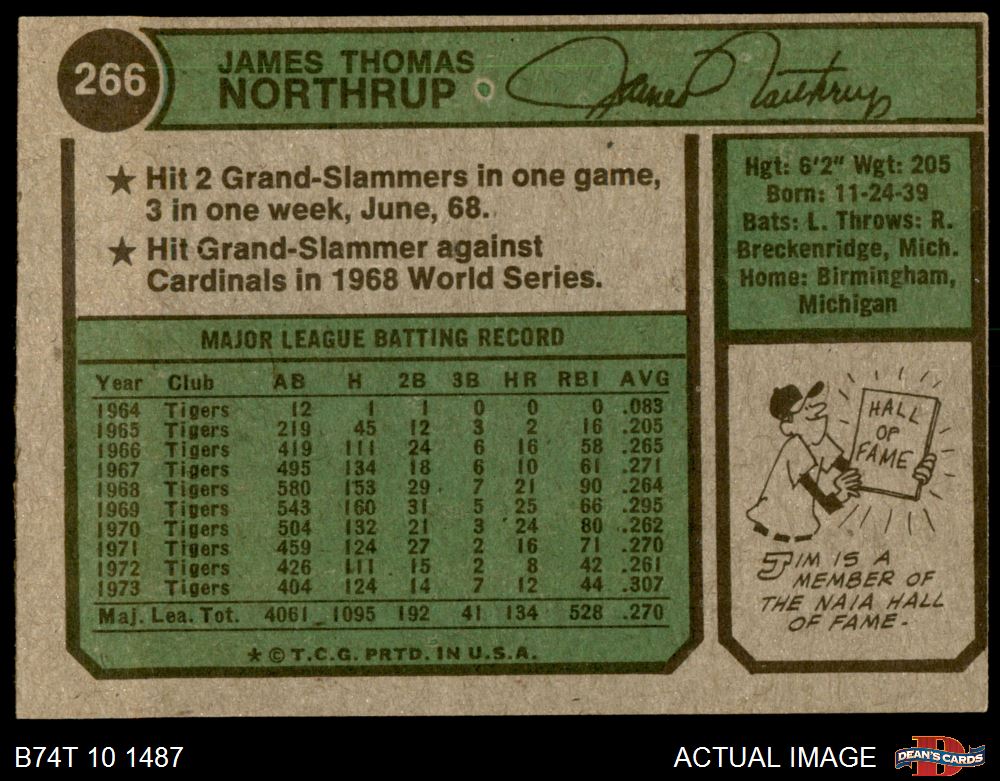 266
JAMES THOMAS
NORTHRUP
James Northrup
★ Hit 2 Grand-Slammers in one game,
3 in one week, June, 68.
★ Hit Grand-Slammer against
Cardinals in 1968 World Series.
Hgt: 6'2" Wgt: 205
Born: 11-24-39
Bats: L. Throws: R.
Breckenridge, Mich.
Home: Birmingham,
Michigan
MAJOR LEAGUE BATTING RECORD
Year Club AB H 2B 3B HR RBI AVG
1964 Tigers 12 1 1 0 0 0 .083
1965 Tigers 219 45 12 3 2 16 .205
1966 Tigers 419 111 24 6 16 58 .265
1967 Tigers 495 134 18 6 10 61 .271
1968 Tigers 580 153 29 7 21 90 .264
1969 Tigers 543 160 31 5 25 66 .295
1970 Tigers 504 132 21 3 24 80 .262
1971 Tigers 459 124 27 2 16 71 .270
1972 Tigers 426 111 15 2 8 42 .261
1973 Tigers 404 124 14 7 12 44 .307
Maj. Lea. Tot. 4061 1095 192 41 134 528 .270
★ © T.C.G. PRTD. IN U.S.A.
HALL
OF
FAME
JIM IS A
MEMBER OF
THE NAIA HALL
OF FAME.
B74T 10 1487
ACTUAL IMAGE
D
DEAN'S CARDS